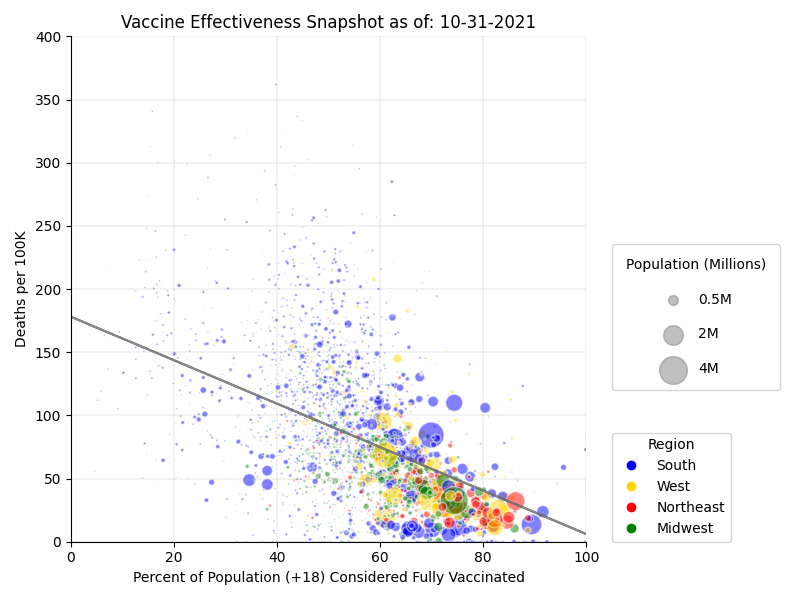 Vaccine Effectiveness Snapshot as of: 10-31-2021
400
350
300
250
200
150
100
50
0
Deaths per 100K
0 20 40 60 80 100
Percent of Population (+18) Considered Fully Vaccinated
Population (Millions)
0.5M
2M
4M
Region
South
West
Northeast
Midwest